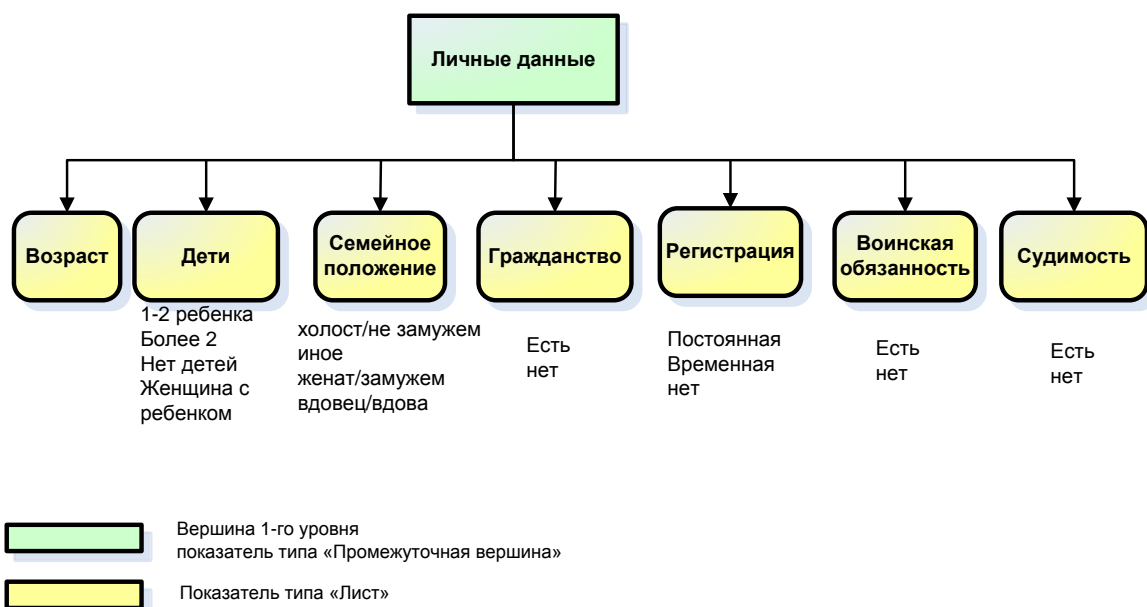 Личные данные
Возраст
Дети
Семейное
положение
Гражданство
Регистрация
Воинская
обязанность
Судимость
1-2 ребенка
Более 2
Нет детей
Женщина с
ребенком
холост/не замужем
иное
женат/замужем
вдовец/вдова
Есть
нет
Постоянная
Временная
нет
Есть
нет
Есть
нет
Вершина 1-го уровня
показатель типа «Промежуточная вершина»
Показатель типа «Лист»